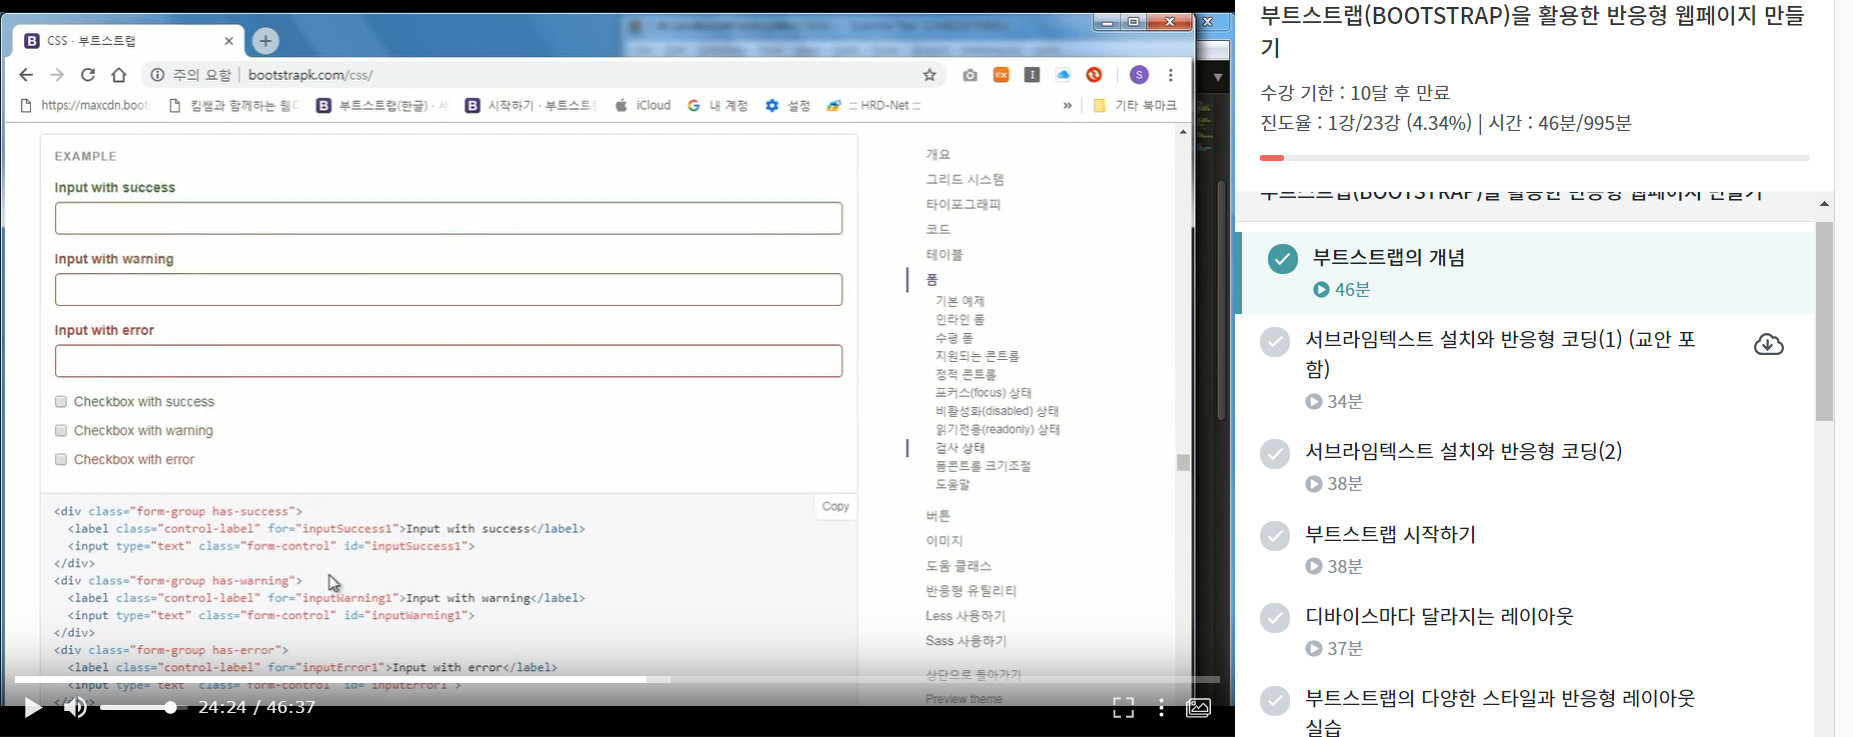 CSS · 부트스트랩
주의 요함 | bootstrapk.com/css/
https://maxcdn.boot
킴쌤과 함께하는 웹디
부트스트랩(한글) · 세
시작하기 · 부트스트
iCloud
내 계정
설정
:: HRD-Net ::
»
기타 북마크
EXAMPLE
Input with success
Input with warning
Input with error
Checkbox with success
Checkbox with warning
Checkbox with error
Copy
<div class="form-group has-success">
<label class="control-label" for="inputSuccess1">Input with success</label>
<input type="text" class="form-control" id="inputSuccess1">
</div>
<div class="form-group has-warning">
<label class="control-label" for="inputWarning1">Input with warning</label>
<input type="text" class="form-control" id="inputWarning1">
</div>
<div class="form-group has-error">
<label class="control-label" for="inputError1">Input with error</label>
<input type="text" class="form-control" id="inputError1">
개요
그리드 시스템
타이포그래피
코드
테이블
폼
기본 예제
인라인 폼
수평 폼
지원되는 콘트롤
정적 콘트롤
포커스(focus) 상태
비활성화(disabled) 상태
읽기전용(readonly) 상태
검사 상태
폼콘트롤 크기조절
도움말
버튼
이미지
도움 클래스
반응형 유틸리티
Less 사용하기
Sass 사용하기
상단으로 돌아가기
Preview theme
24:24 / 46:37
부트스트랩(BOOTSTRAP)을 활용한 반응형 웹페이지 만들
기
수강 기한 : 10달 후 만료
진도율 : 1강/23강 (4.34%) | 시간 : 46분/995분
부트스트랩(BOOTSTRAP)을 활용한 반응형 웹페이지 만들기
부트스트랩의 개념
46분
서브라임텍스트 설치와 반응형 코딩(1) (교안 포
함)
34분
서브라임텍스트 설치와 반응형 코딩(2)
38분
부트스트랩 시작하기
38분
디바이스마다 달라지는 레이아웃
37분
부트스트랩의 다양한 스타일과 반응형 레이아웃
실습